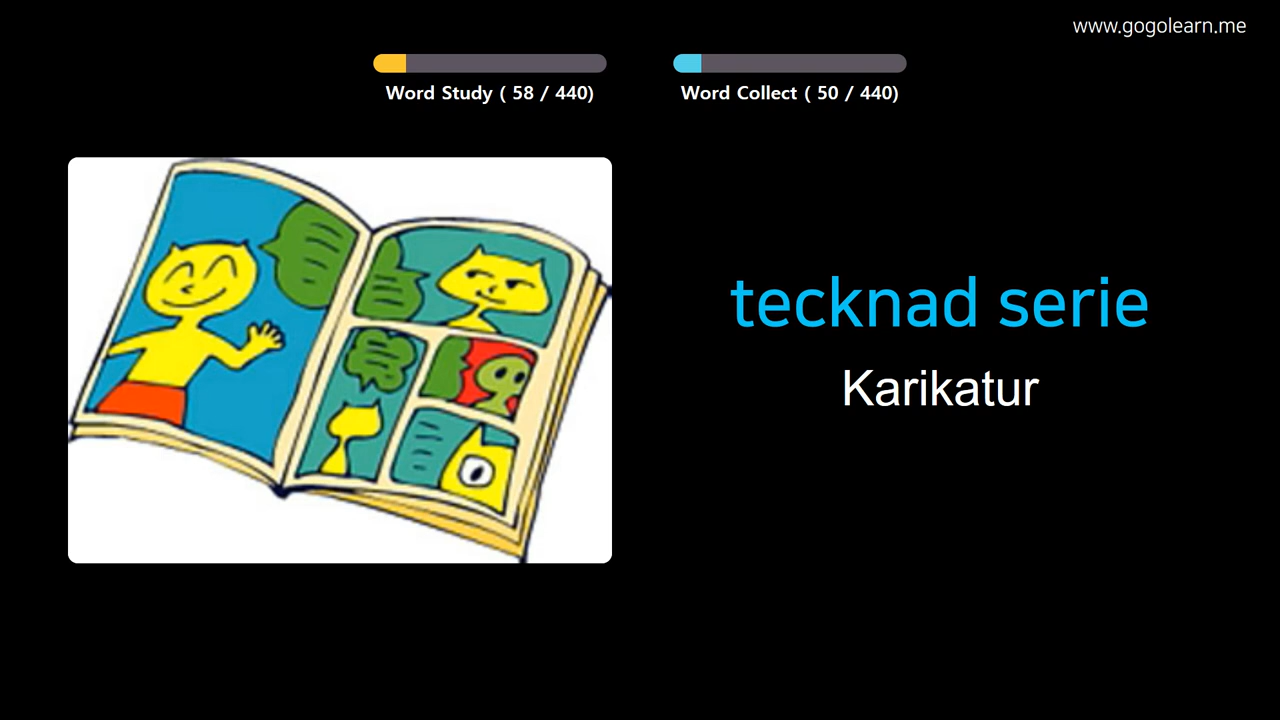 www.gogolearn.me
Word Study ( 58 / 440)
Word Collect ( 50 / 440)
tecknad serie
Karikatur